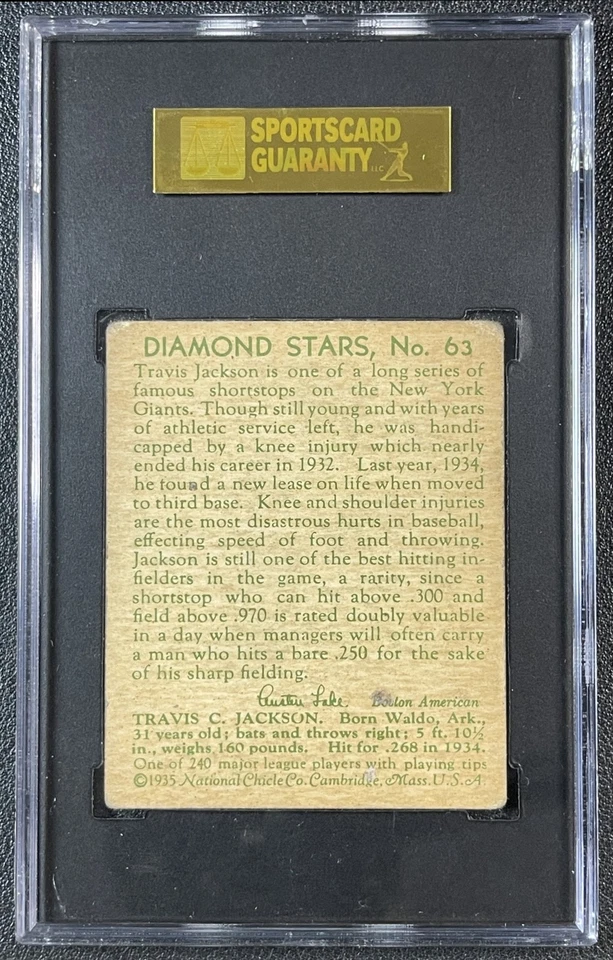 SPORTSCARD
GUARANTY LLC
DIAMOND STARS, No. 63
Travis Jackson is one of a long series of
famous shortstops on the New York
Giants. Though still young and with years
of athletic service left, he was handi-
capped by a knee injury which nearly
ended his career in 1932. Last year, 1934,
he found a new lease on life when moved
to third base. Knee and shoulder injuries
are the most disastrous hurts in baseball,
effecting speed of foot and throwing.
Jackson is still one of the best hitting in-
fielders in the game, a rarity, since a
shortstop who can hit above .300 and
field above .970 is rated doubly valuable
in a day when managers will often carry
a man who hits a bare .250 for the sake
of his sharp fielding.
Austen Lake. Boston American
TRAVIS C. JACKSON. Born Waldo, Ark.,
31 years old; bats and throws right; 5 ft. 10½
in., weighs 160 pounds. Hit for .268 in 1934.
One of 240 major league players with playing tips
©1935 National Chicle Co. Cambridge, Mass. U.S.A